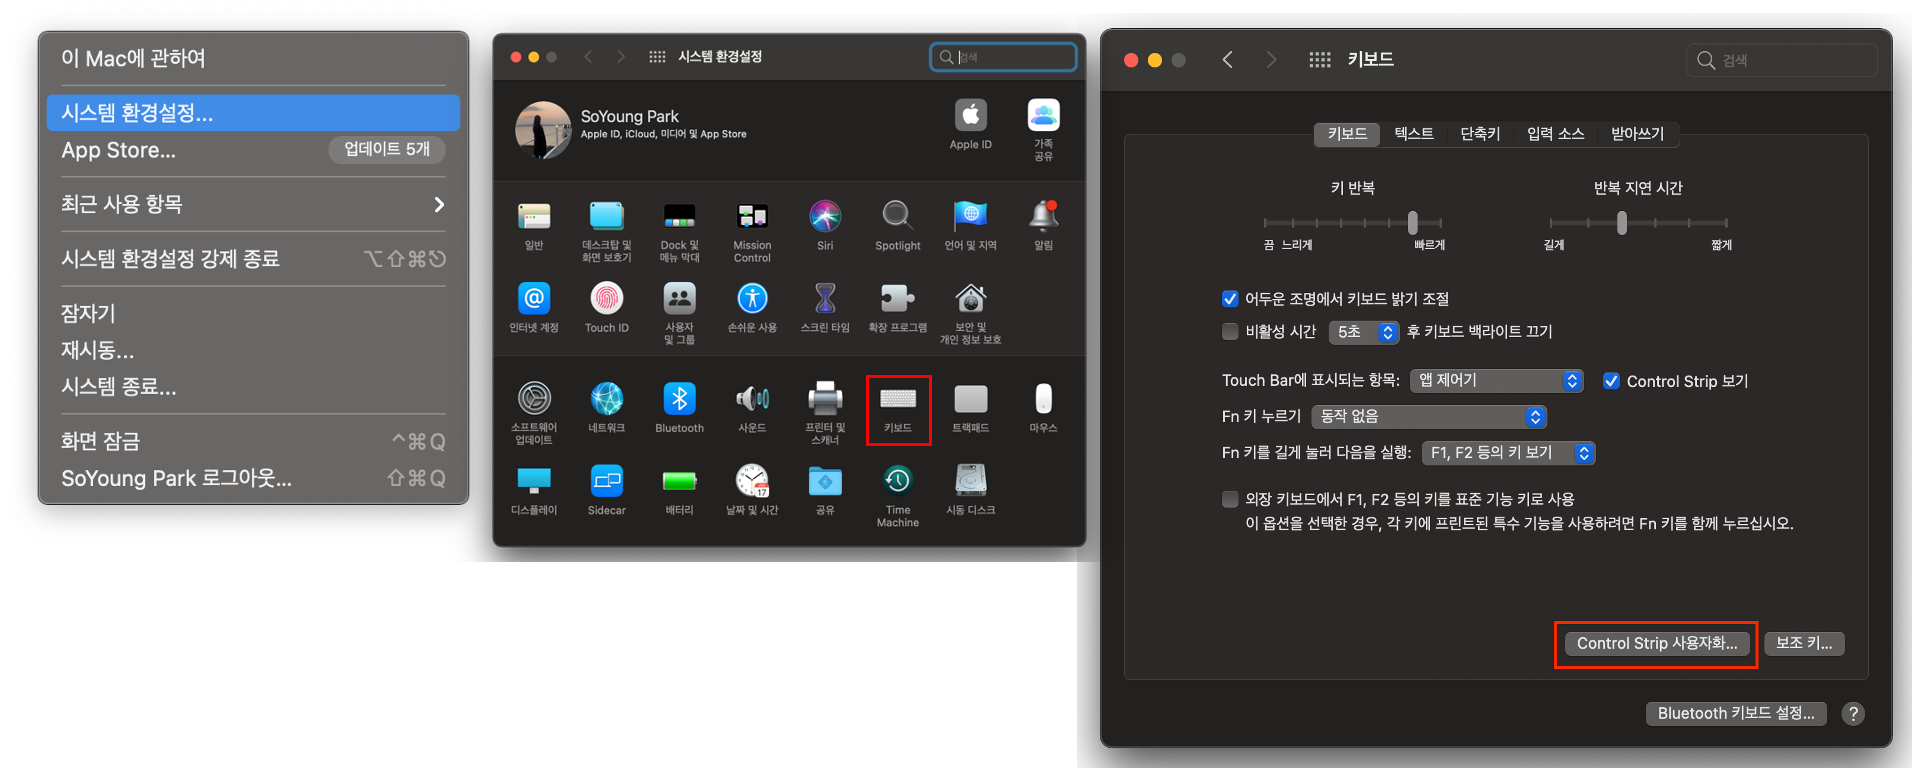 이 Mac에 관하여
시스템 환경설정...
App Store...
업데이트 5개
최근 사용 항목
시스템 환경설정 강제 종료
⌥⇧⌘⎋
잠자기
재시동...
시스템 종료...
화면 잠금
^⌘Q
SoYoung Park 로그아웃...
⇧⌘Q
시스템 환경설정
검색
SoYoung Park
Apple ID, iCloud, 미디어 및 App Store
Apple ID
가족
공유
일반
데스크탑 및
화면 보호기
Dock 및
메뉴 막대
Mission
Control
Siri
Spotlight
언어 및 지역
알림
인터넷 계정
Touch ID
사용자
및 그룹
손쉬운 사용
스크린 타임
확장 프로그램
보안 및
개인 정보 보호
소프트웨어
업데이트
네트워크
Bluetooth
사운드
프린터 및
스캐너
키보드
트랙패드
마우스
디스플레이
Sidecar
배터리
17
날짜 및 시간
공유
Time
Machine
시동 디스크
키보드
검색
키보드
텍스트
단축키
입력 소스
받아쓰기
키 반복
끔 느리게
빠르게
반복 지연 시간
길게
짧게
어두운 조명에서 키보드 밝기 조절
비활성 시간 5초 후 키보드 백라이트 끄기
Touch Bar에 표시되는 항목: 앱 제어기
Control Strip 보기
Fn 키 누르기 동작 없음
Fn 키를 길게 눌러 다음을 실행: F1, F2 등의 키 보기
외장 키보드에서 F1, F2 등의 키를 표준 기능 키로 사용
이 옵션을 선택한 경우, 각 키에 프린트된 특수 기능을 사용하려면 Fn 키를 함께 누르십시오.
Control Strip 사용자화...
보조 키...
Bluetooth 키보드 설정...
?